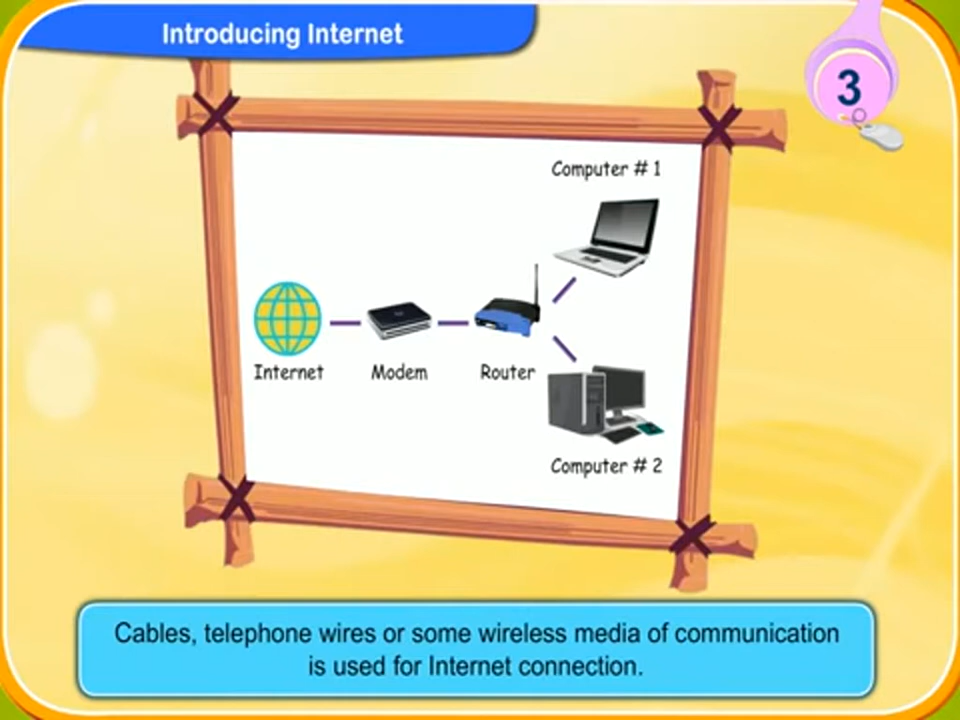 Introducing Internet
3
Computer # 1
Internet
Modem
Router
Computer # 2
Cables, telephone wires or some wireless media of communication
is used for Internet connection.